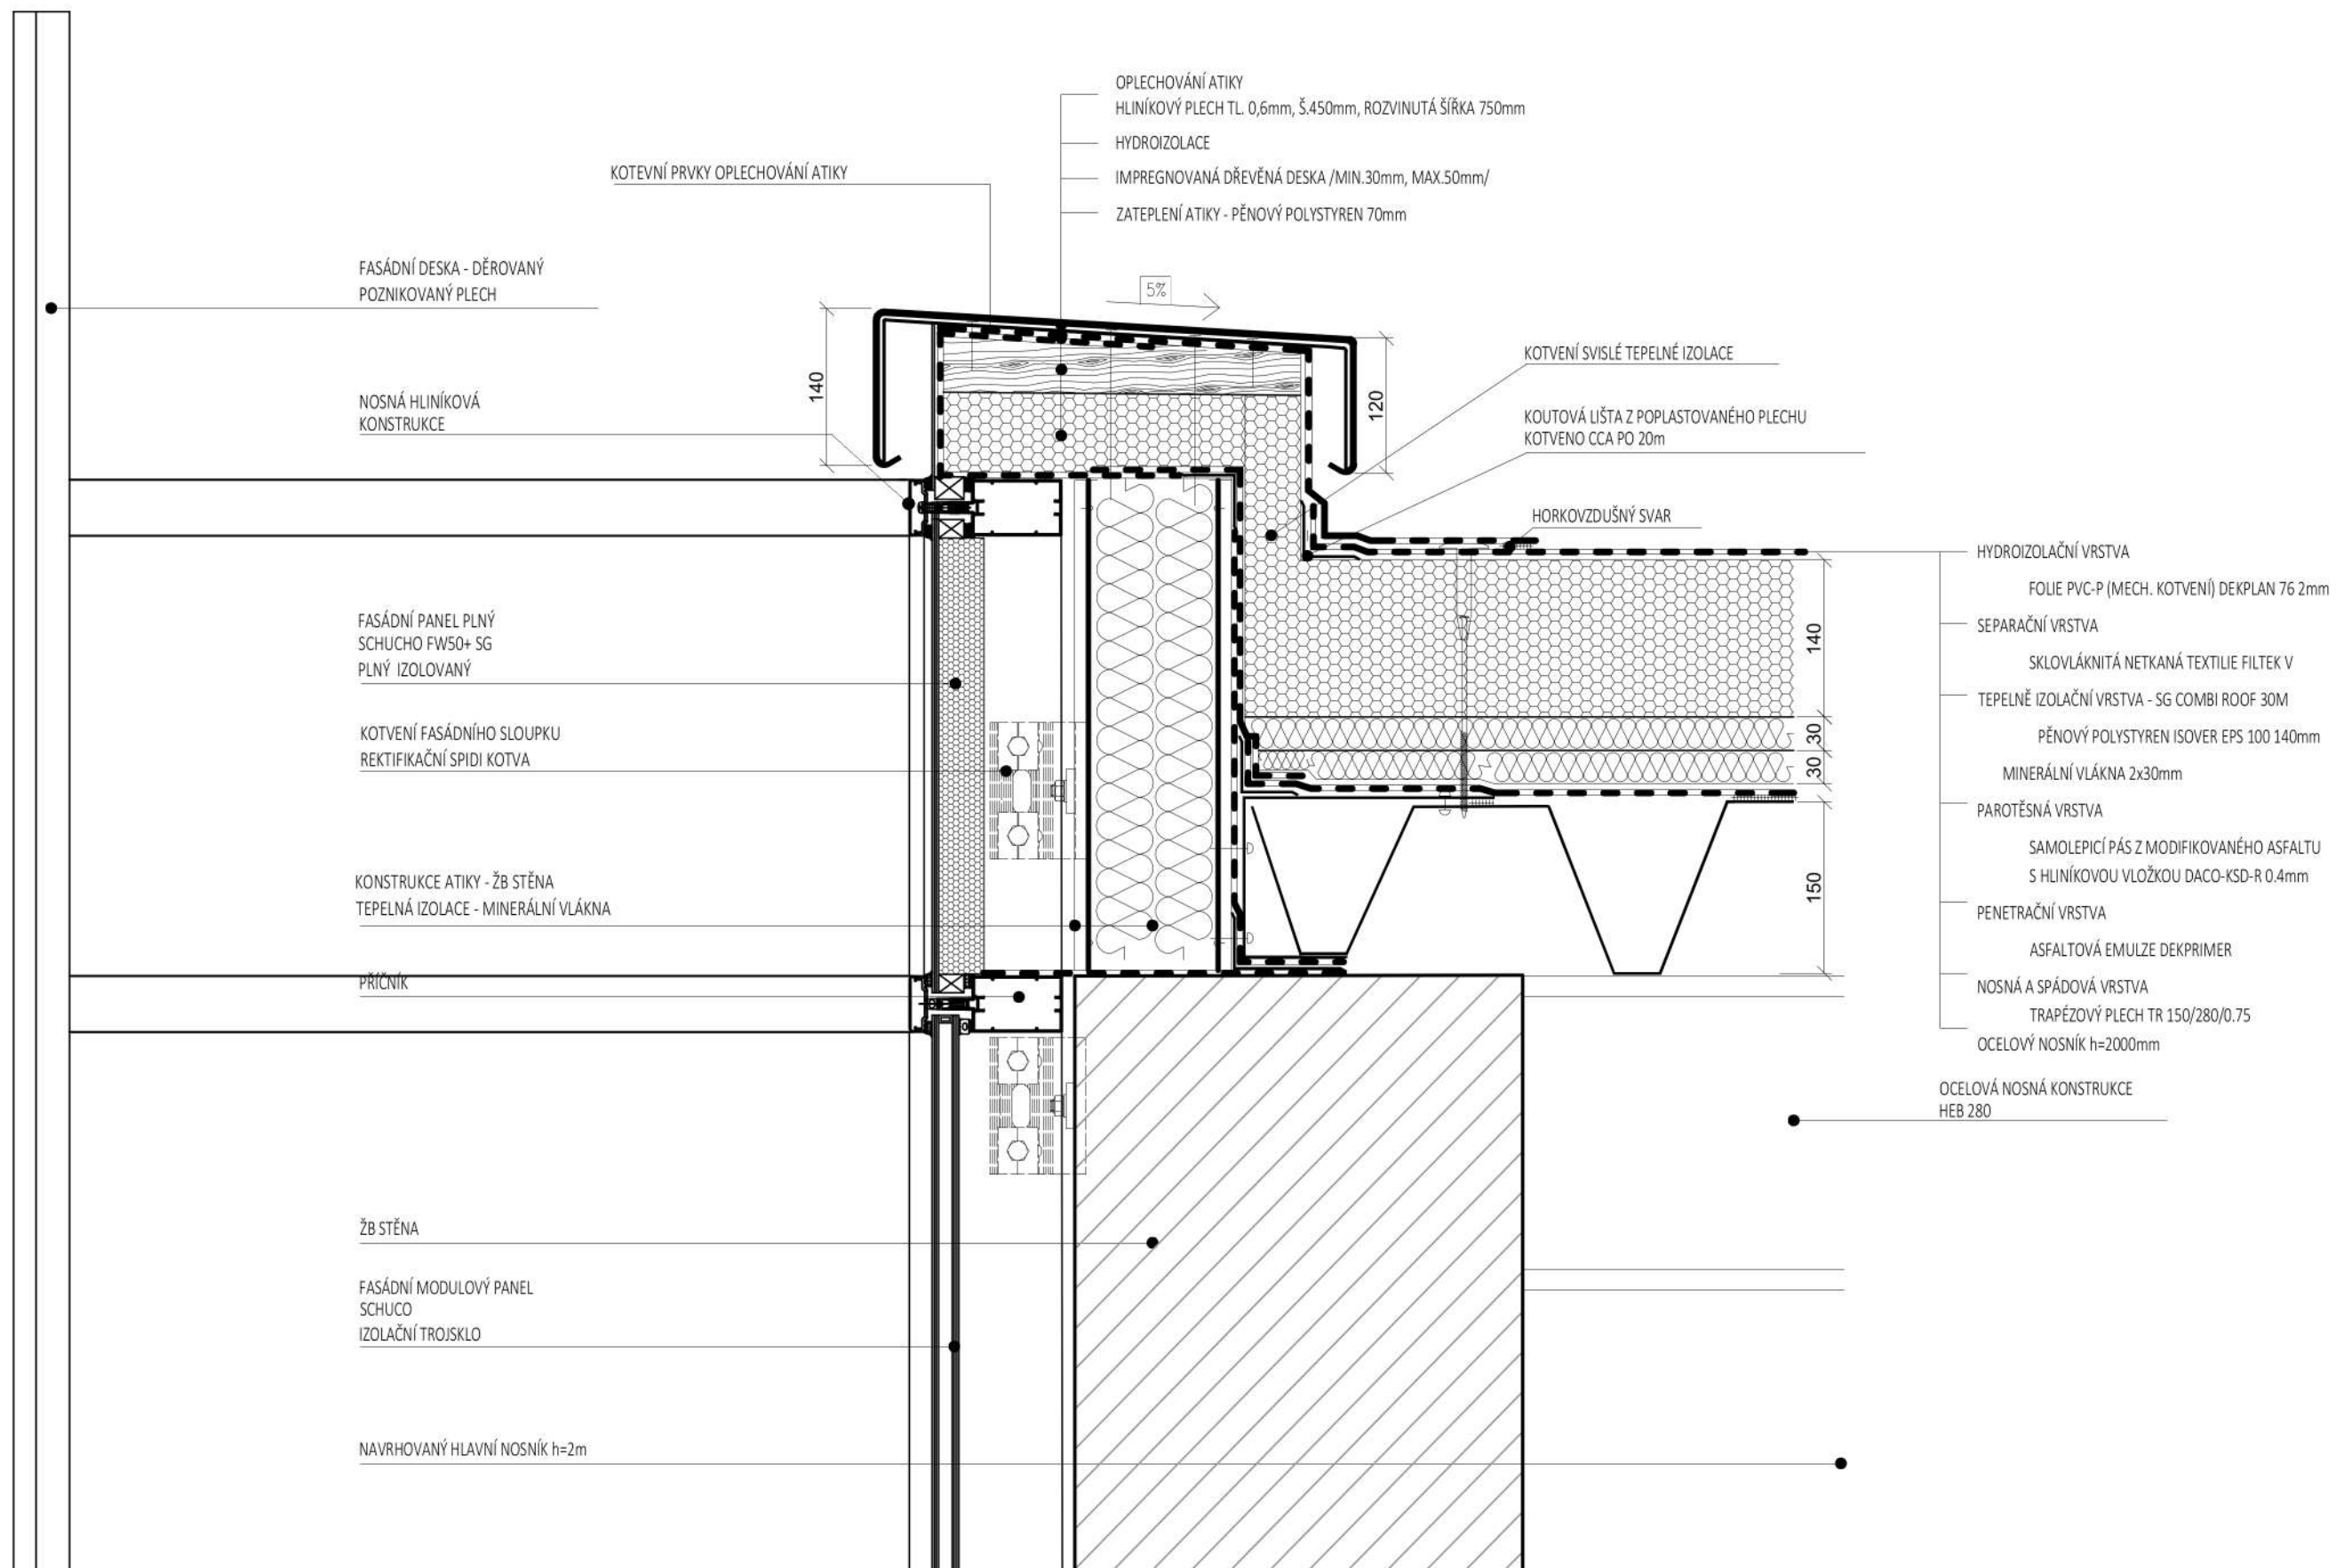 OPLECHOVÁNÍ ATIKY
HLINÍKOVÝ PLECH TL. 0,6mm, Š.450mm, ROZVINUTÁ ŠÍŘKA 750mm
HYDROIZOLACE
IMPREGNOVANÁ DŘEVĚNÁ DESKA /MIN.30mm, MAX.50mm/
ZATEPLENÍ ATIKY - PĚNOVÝ POLYSTYREN 70mm
KOTEVNÍ PRVKY OPLECHOVÁNÍ ATIKY
FASÁDNÍ DESKA - DĚROVANÝ
POZNIKOVANÝ PLECH
NOSNÁ HLINÍKOVÁ
KONSTRUKCE
FASÁDNÍ PANEL PLNÝ
SCHUCHO FW50+ SG
PLNÝ IZOLOVANÝ
KOTVENÍ FASÁDNÍHO SLOUPKU
REKTIFIKAČNÍ SPIDI KOTVA
KONSTRUKCE ATIKY - ŽB STĚNA
TEPELNÁ IZOLACE - MINERÁLNÍ VLÁKNA
PŘÍČNÍK
ŽB STĚNA
FASÁDNÍ MODULOVÝ PANEL
SCHUCO
IZOLAČNÍ TROJSKLO
NAVRHOVANÝ HLAVNÍ NOSNÍK h=2m
5%
140
120
KOTVENÍ SVISLÉ TEPELNÉ IZOLACE
KOUTOVÁ LIŠTA Z POPLASTOVANÉHO PLECHU
KOTVENO CCA PO 20m
HORKOVZDUŠNÝ SVAR
140
30
30
150
HYDROIZOLAČNÍ VRSTVA
FOLIE PVC-P (MECH. KOTVENÍ) DEKPLAN 76 2mm
SEPARAČNÍ VRSTVA
SKLOVLÁKNITÁ NETKANÁ TEXTILIE FILTEK V
TEPELNĚ IZOLAČNÍ VRSTVA - SG COMBI ROOF 30M
PĚNOVÝ POLYSTYREN ISOVER EPS 100 140mm
MINERÁLNÍ VLÁKNA 2x30mm
PAROTĚSNÁ VRSTVA
SAMOLEPICÍ PÁS Z MODIFIKOVANÉHO ASFALTU
S HLINÍKOVOU VLOŽKOU DACO-KSD-R 0.4mm
PENETRAČNÍ VRSTVA
ASFALTOVÁ EMULZE DEKPRIMER
NOSNÁ A SPÁDOVÁ VRSTVA
TRAPÉZOVÝ PLECH TR 150/280/0.75
OCELOVÝ NOSNÍK h=2000mm
OCELOVÁ NOSNÁ KONSTRUKCE
HEB 280